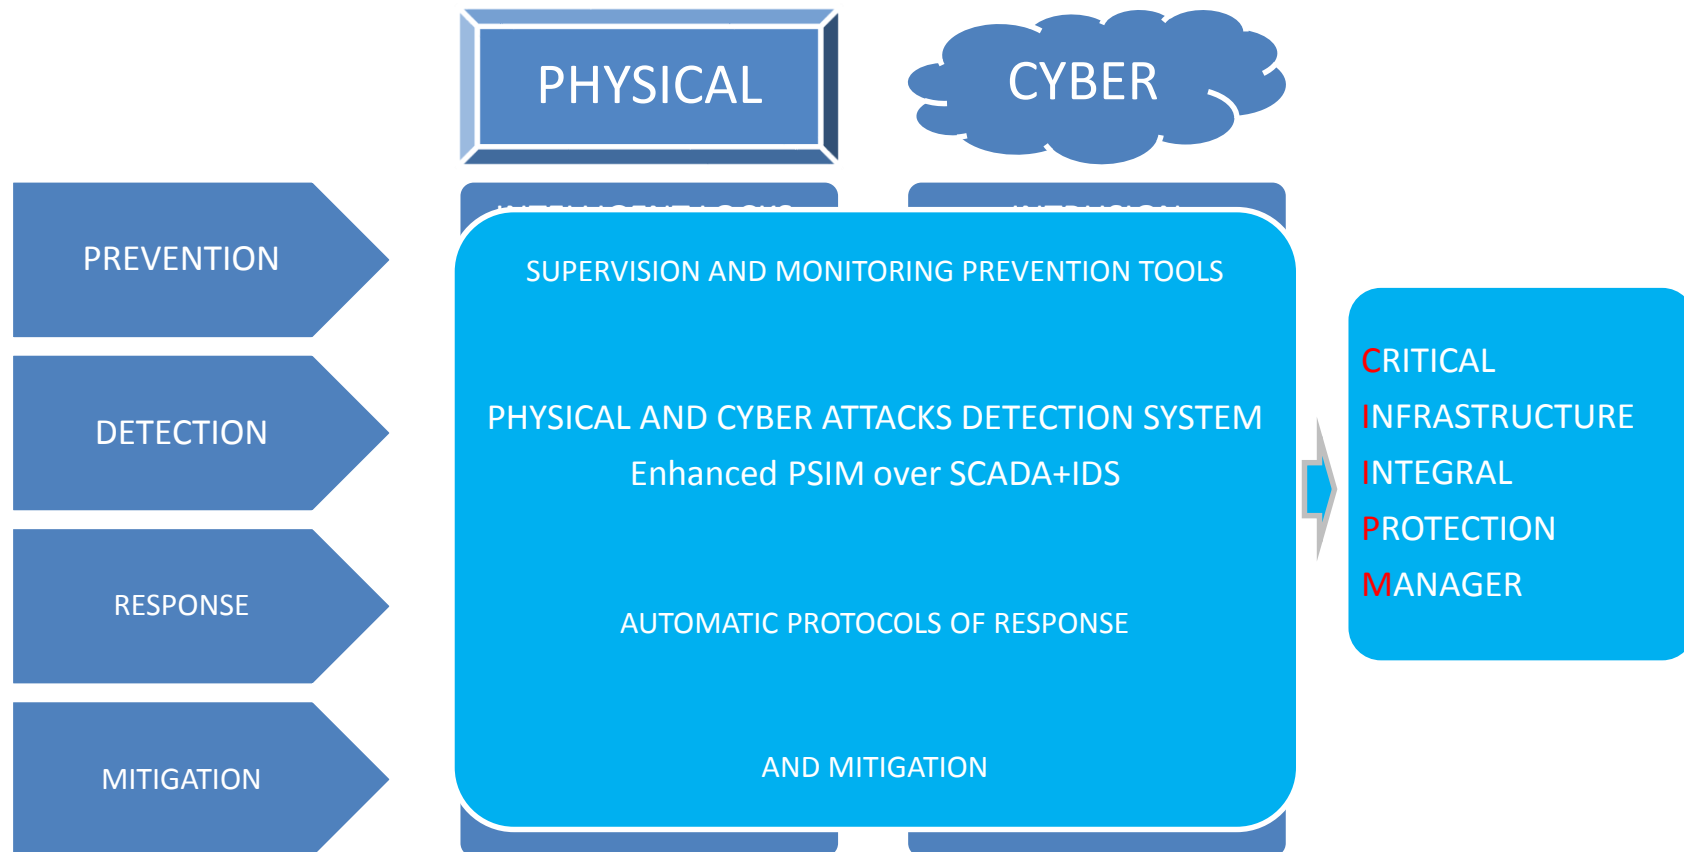 PHYSICAL
CYBER
PREVENTION
SUPERVISION AND MONITORING PREVENTION TOOLS
DETECTION
PHYSICAL AND CYBER ATTACKS DETECTION SYSTEM
Enhanced PSIM over SCADA+IDS
RESPONSE
AUTOMATIC PROTOCOLS OF RESPONSE
MITIGATION
AND MITIGATION
CRITICAL
INFRASTRUCTURE
INTEGRAL
PROTECTION
MANAGER